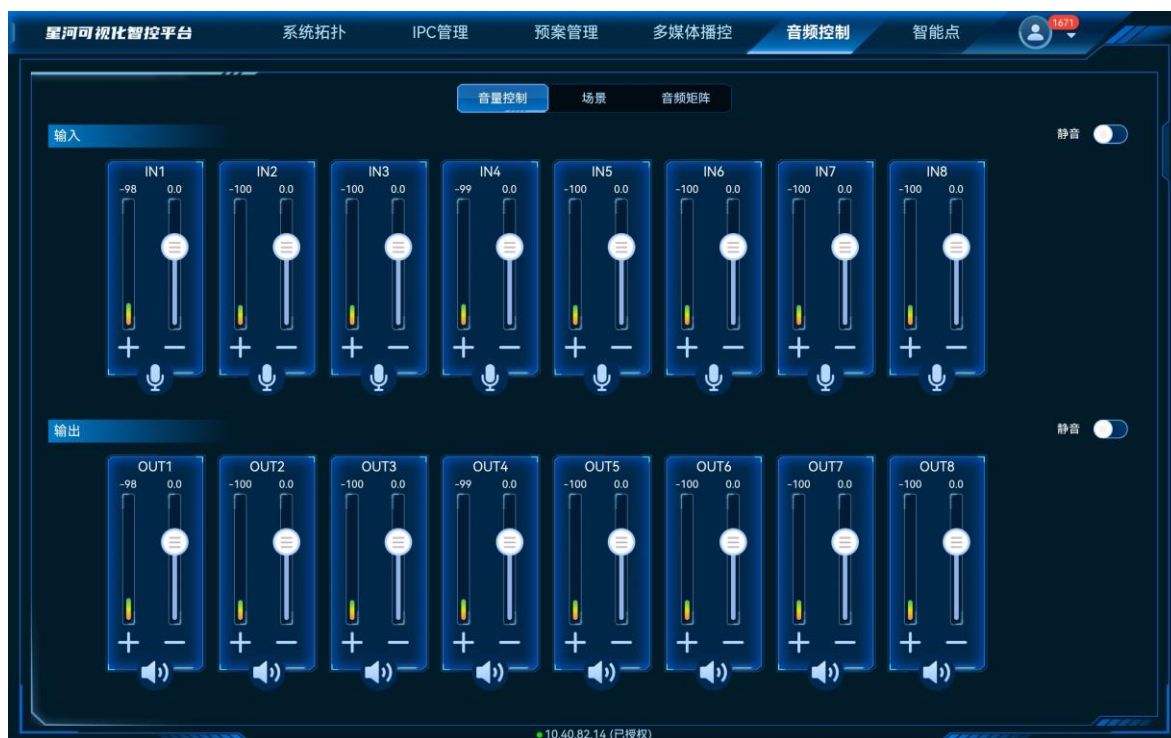 星河可视化智控平台 系统拓扑 IPC管理 预案管理 多媒体播控 音频控制 智能点 1671
音量控制 场景 音频矩阵
输入 静音
IN1 IN2 IN3 IN4 IN5 IN6 IN7 IN8
-98 0.0 -100 0.0 -100 0.0 -99 0.0 -100 0.0 -100 0.0 -100 0.0 -100 0.0
输出 静音
OUT1 OUT2 OUT3 OUT4 OUT5 OUT6 OUT7 OUT8
-98 0.0 -100 0.0 -100 0.0 -99 0.0 -100 0.0 -100 0.0 -100 0.0 -100 0.0
10.40.82.14 (已授权)